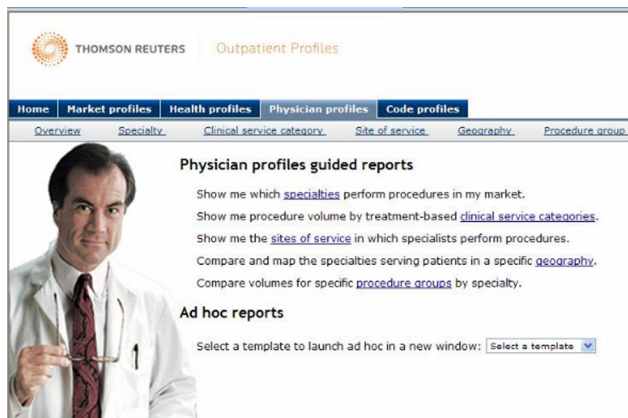 THOMSON REUTERS
Outpatient Profiles
Home Market profiles Health profiles Physician profiles Code profiles
Overview Specialty Clinical service category Site of service Geography Procedure group
Physician profiles guided reports
Show me which specialties perform procedures in my market.
Show me procedure volume by treatment-based clinical service categories.
Show me the sites of service in which specialists perform procedures.
Compare and map the specialties serving patients in a specific geography.
Compare volumes for specific procedure groups by specialty.
Ad hoc reports
Select a template to launch ad hoc in a new window: Select a template